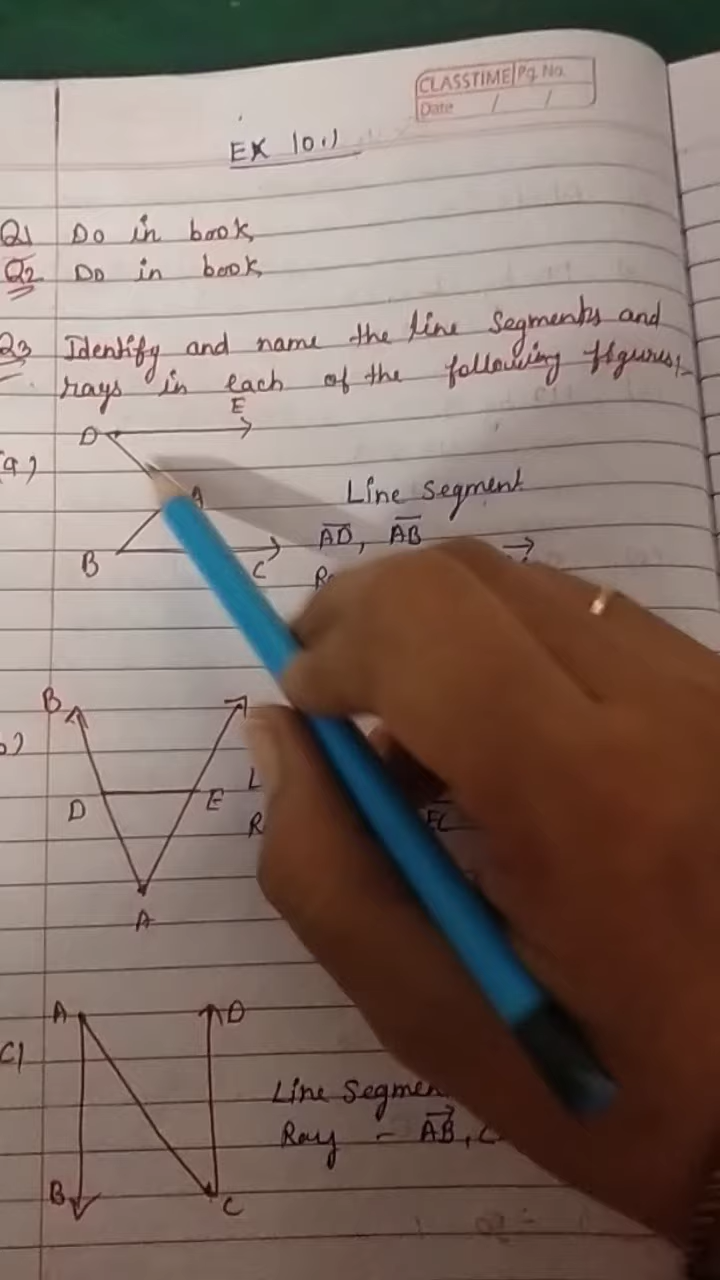 CLASSTIME Pg. No.
Date / /
EX 10.1
Q1 Do in book,
Q2 Do in book,
Q3 Identify and name the line segments and
rays in each of the following figures:-
E
D
(a)
A
Line segment
AD, AB
B
C
B
D
E
EC
A
A
D
C)
Line Segmen
Ray - AB, C
B
C